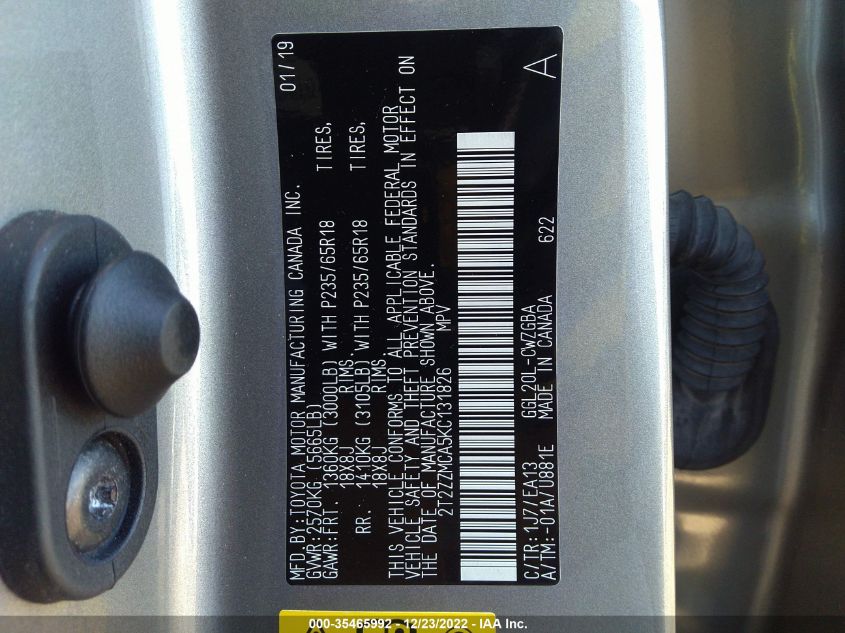 MFD.BY:TOYOTA MOTOR MANUFACTURING CANADA INC. 01/19
GVWR:2570KG (5665LB)
GAWR:FRT. 1360KG (3000LB) WITH P235/65R18 TIRES,
18X8J RIMS.
RR. 1410KG (3105LB) WITH P235/65R18 TIRES,
18X8J RIMS.
THIS VEHICLE CONFORMS TO ALL APPLICABLE FEDERAL MOTOR
VEHICLE SAFETY AND THEFT PREVENTION STANDARDS IN EFFECT ON
THE DATE OF MANUFACTURE SHOWN ABOVE.
2T2ZZMCA5KC131826 MPV
C/TR:1J7/EA13 GGL20L-CWZGBA A
A/TM:-01A/U881E MADE IN CANADA 622
000-35465992 - 12/23/2022 - IAA Inc.